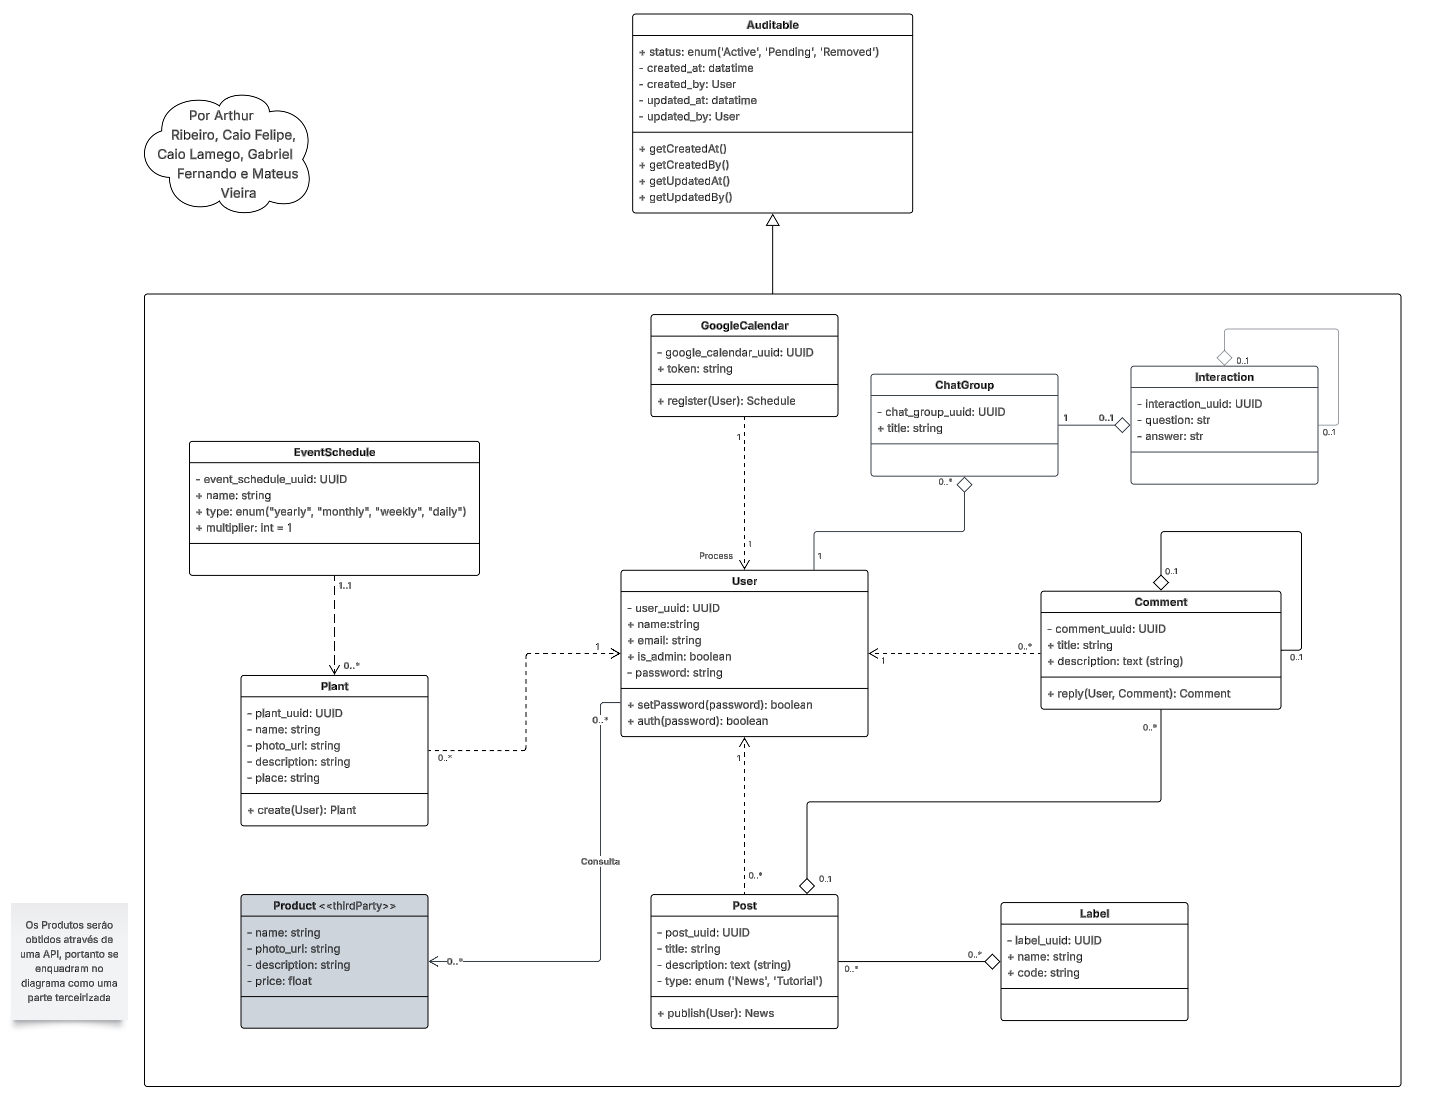 Auditable
+ status: enum('Active', 'Pending', 'Removed')
- created_at: datatime
- created_by: User
- updated_at: datatime
- updated_by: User
+ getCreatedAt()
+ getCreatedBy()
+ getUpdatedAt()
+ getUpdatedBy()
Por Arthur
Ribeiro, Caio Felipe,
Caio Lamego, Gabriel
Fernando e Mateus
Vieira
GoogleCalendar
- google_calendar_uuid: UUID
+ token: string
+ register(User): Schedule
1
1
Process
ChatGroup
- chat_group_uuid: UUID
+ title: string
1
0..1
0..*
1
Interaction
- interaction_uuid: UUID
- question: str
- answer: str
0..1
0..1
EventSchedule
- event_schedule_uuid: UUID
+ name: string
+ type: enum("yearly", "monthly", "weekly", "daily")
+ multiplier: int = 1
1..1
0..*
User
- user_uuid: UUID
+ name:string
+ email: string
+ is_admin: boolean
- password: string
+ setPassword(password): boolean
+ auth(password): boolean
1
0..*
1
0..*
1
Comment
- comment_uuid: UUID
+ title: string
+ description: text (string)
+ reply(User, Comment): Comment
0..1
0..1
0..*
Plant
- plant_uuid: UUID
- name: string
- photo_url: string
- description: string
- place: string
+ create(User): Plant
0..*
Consulta
Product <<thirdParty>>
- name: string
- photo_url: string
- description: string
- price: float
0..*
Os Produtos serão
obtidos através de
uma API, portanto se
enquadram no
diagrama como uma
parte terceirizada
0..*
0..1
Post
- post_uuid: UUID
- title: string
- description: text (string)
- type: enum ('News', 'Tutorial')
+ publish(User): News
0..*
0..*
Label
- label_uuid: UUID
+ name: string
+ code: string